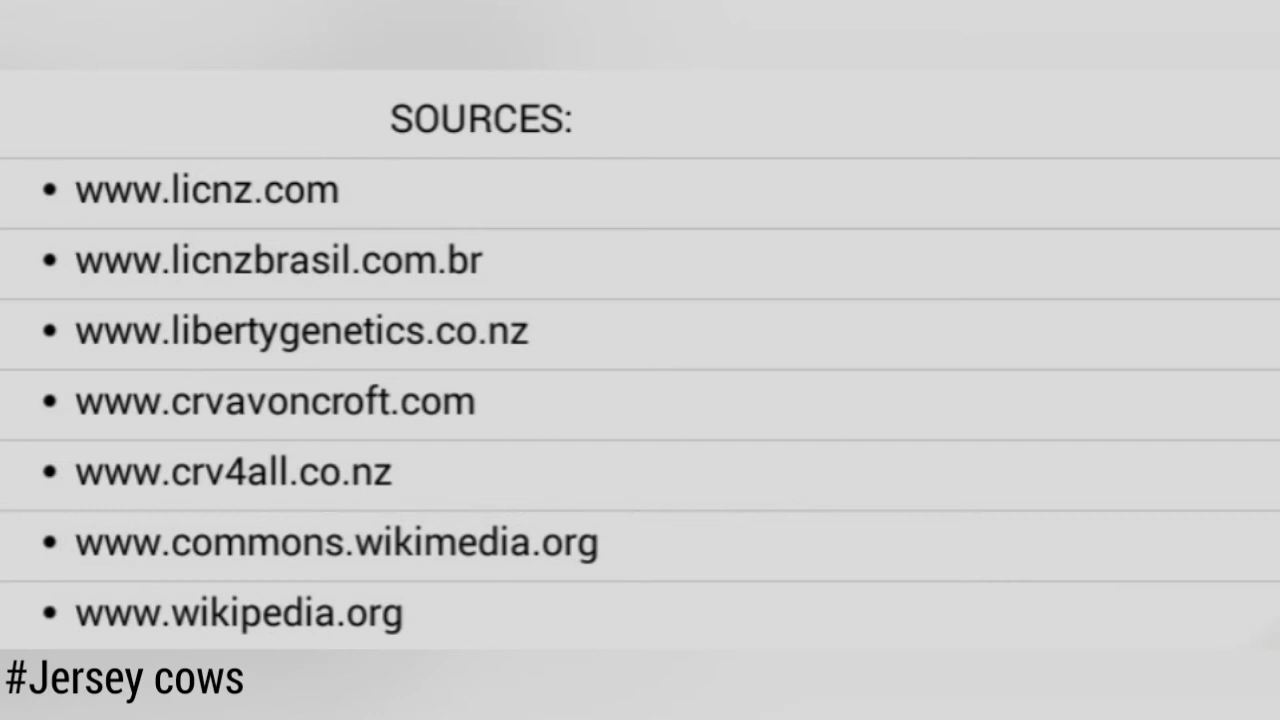 SOURCES:
• www.licnz.com
• www.licnzbrasil.com.br
• www.libertygenetics.co.nz
• www.crvavoncroft.com
• www.crv4all.co.nz
• www.commons.wikimedia.org
• www.wikipedia.org
#Jersey cows